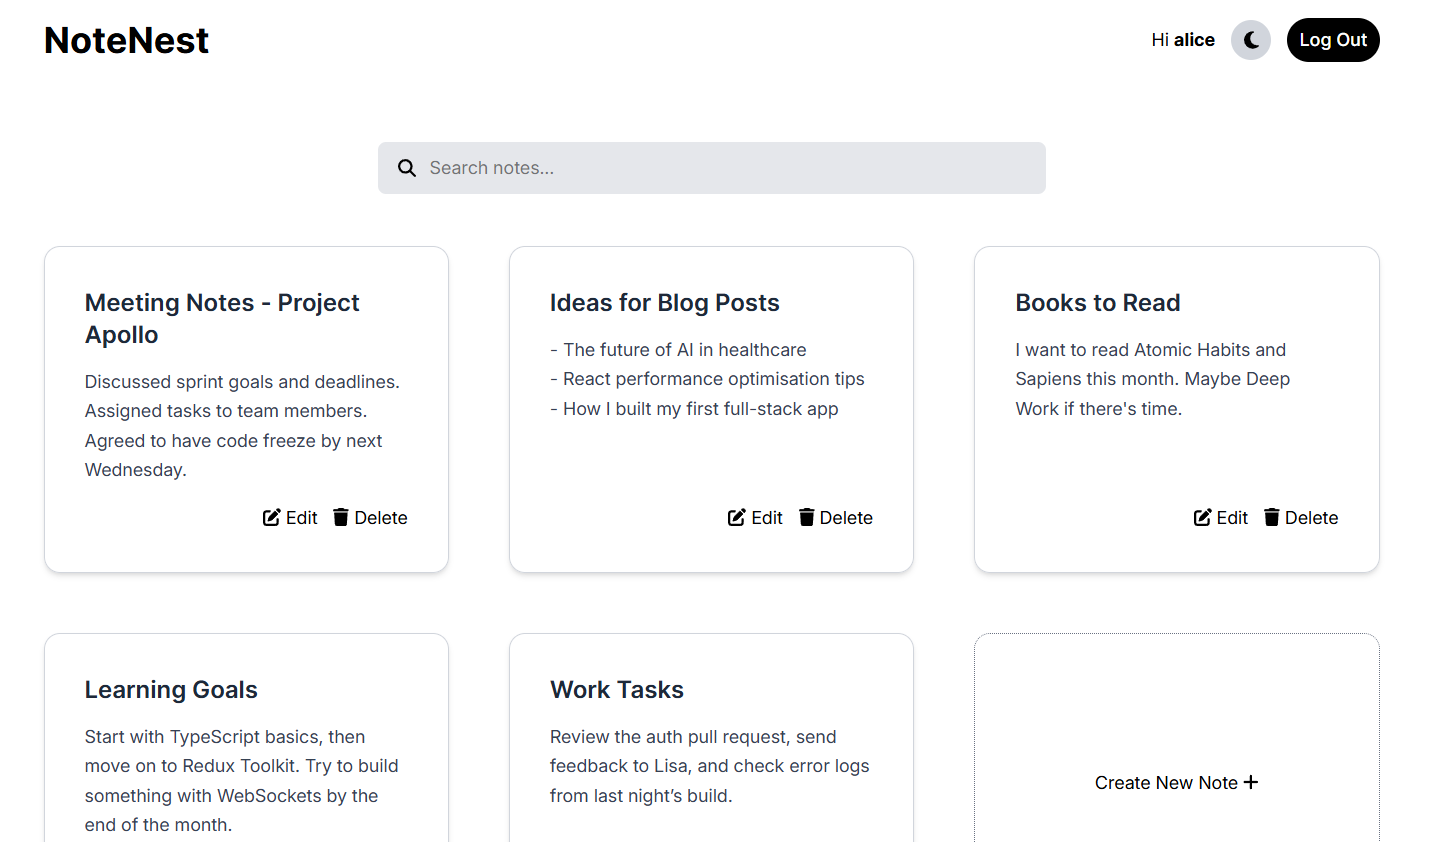 NoteNest
Hi alice
Log Out
Search notes...
Meeting Notes - Project
Apollo
Discussed sprint goals and deadlines.
Assigned tasks to team members.
Agreed to have code freeze by next
Wednesday.
Edit
Delete
Ideas for Blog Posts
- The future of AI in healthcare
- React performance optimisation tips
- How I built my first full-stack app
Edit
Delete
Books to Read
I want to read Atomic Habits and
Sapiens this month. Maybe Deep
Work if there's time.
Edit
Delete
Learning Goals
Start with TypeScript basics, then
move on to Redux Toolkit. Try to build
something with WebSockets by the
end of the month.
Work Tasks
Review the auth pull request, send
feedback to Lisa, and check error logs
from last night’s build.
Create New Note +